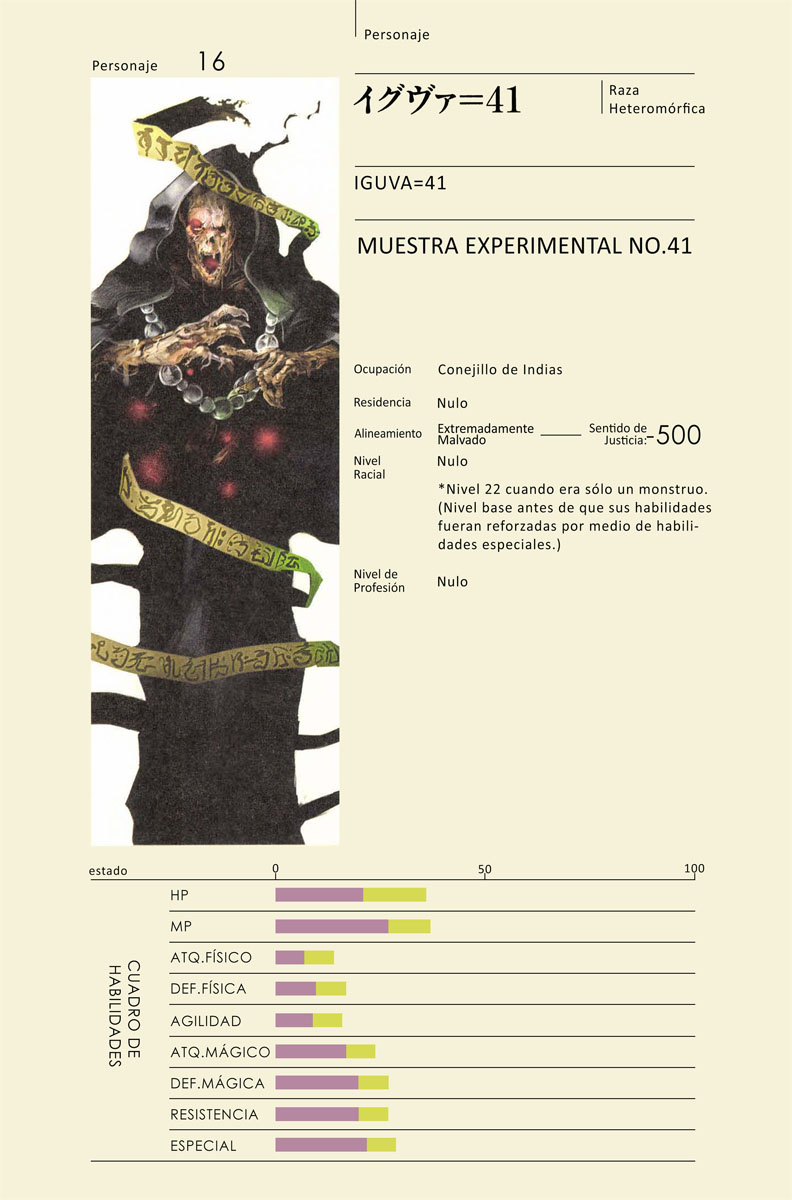 Personaje
Personaje 16
イグヴァ=41
Raza
Heteromórfica
IGUVA=41
MUESTRA EXPERIMENTAL NO.41
Ocupación Conejillo de Indias
Residencia Nulo
Alineamiento Extremadamente
Malvado
Sentido de
Justicia:-500
Nivel
Racial
Nulo
*Nivel 22 cuando era sólo un monstruo.
(Nivel base antes de que sus habilidades
fueran reforzadas por medio de habili-
dades especiales.)
Nivel de
Profesión
Nulo
estado 0 50 100
CUADRO DE
HABILIDADES
HP
MP
ATQ.FÍSICO
DEF.FÍSICA
AGILIDAD
ATQ.MÁGICO
DEF.MÁGICA
RESISTENCIA
ESPECIAL